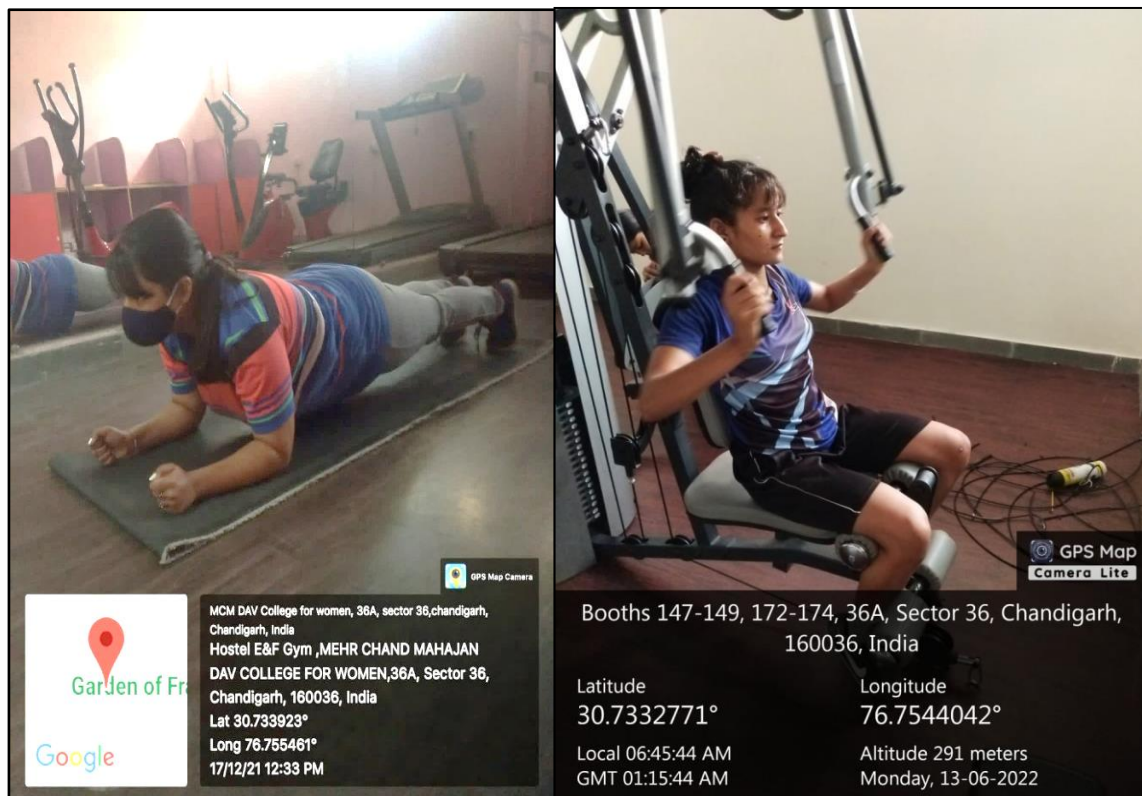 GPS Map Camera
MCM DAV College for women, 36A, sector 36,chandigarh,
Chandigarh, India
Hostel E&F Gym ,MEHR CHAND MAHAJAN
DAV COLLEGE FOR WOMEN,36A, Sector 36,
Chandigarh, 160036, India
Lat 30.733923°
Long 76.755461°
17/12/21 12:33 PM
Garden of Fra
Google
GPS Map
Camera Lite
Booths 147-149, 172-174, 36A, Sector 36, Chandigarh,
160036, India
Latitude
30.7332771°
Longitude
76.7544042°
Local 06:45:44 AM
GMT 01:15:44 AM
Altitude 291 meters
Monday, 13-06-2022